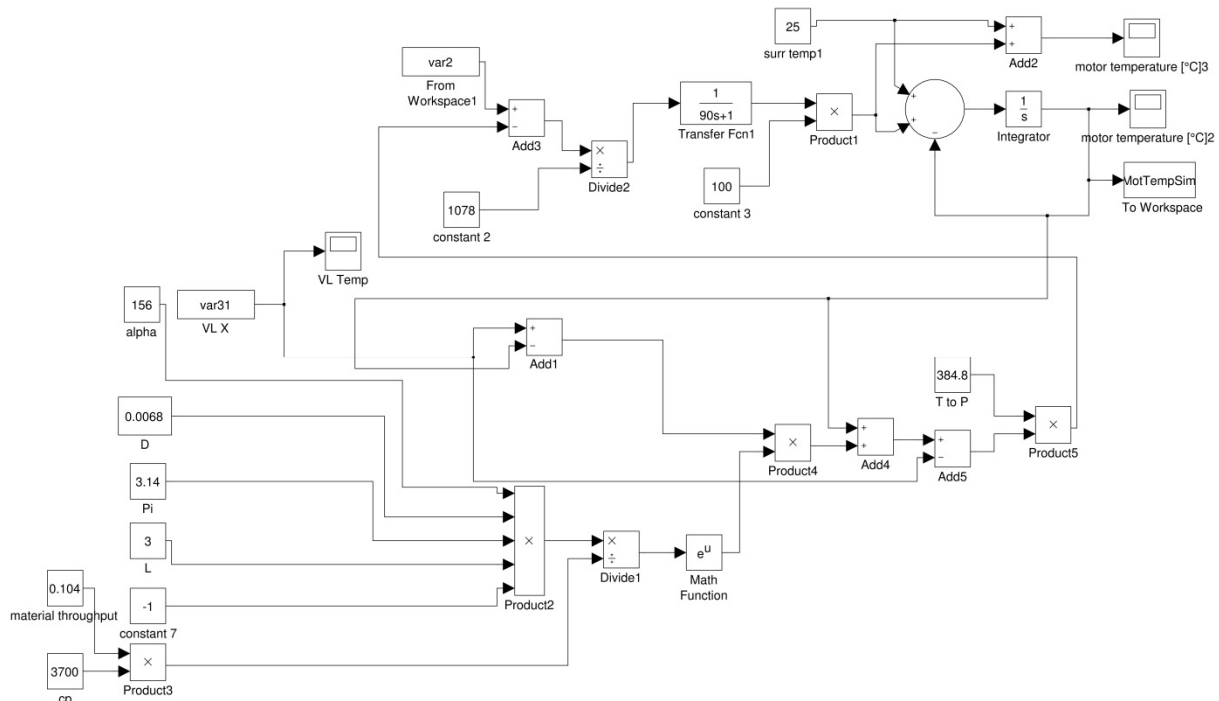 25
surr temp1
+
+
Add2
motor temperature [°C]3
var2
From
Workspace1
+
−
Add3
×
÷
Divide2
1
90s+1
Transfer Fcn1
×
Product1
+
+
−
1
s
Integrator
motor temperature [°C]2
MotTempSim
To Workspace
1078
constant 2
100
constant 3
VL Temp
156
alpha
var31
VL X
+
−
Add1
384.8
T to P
×
Product5
0.0068
D
×
Product4
+
+
Add4
+
−
Add5
3.14
Pi
3
L
×
Product2
×
÷
Divide1
eu
Math
Function
0.104
material throughput
-1
constant 7
3700
cp
×
Product3